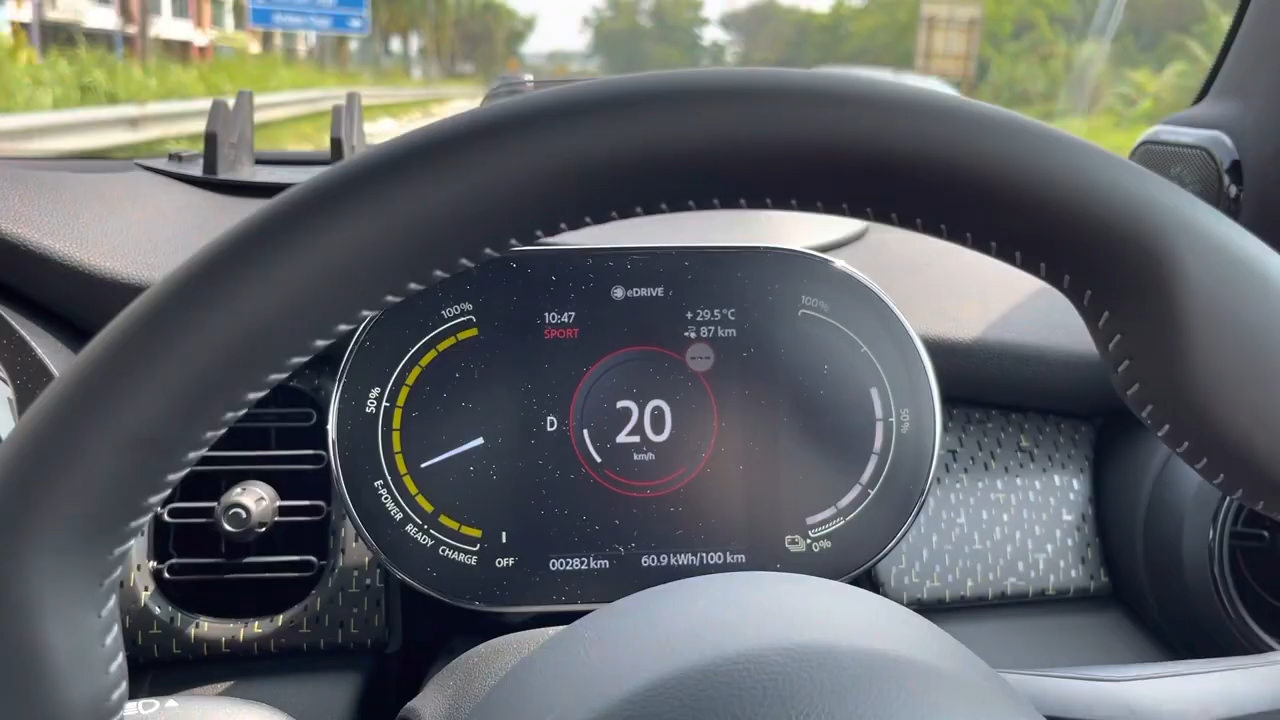 eDRIVE
10:47
SPORT
+ 29.5°C
87 km
100%
50%
E-POWER
READY
CHARGE
OFF
D
20
km/h
---
100%
50%
0%
00282 km
60.9 kWh/100 km